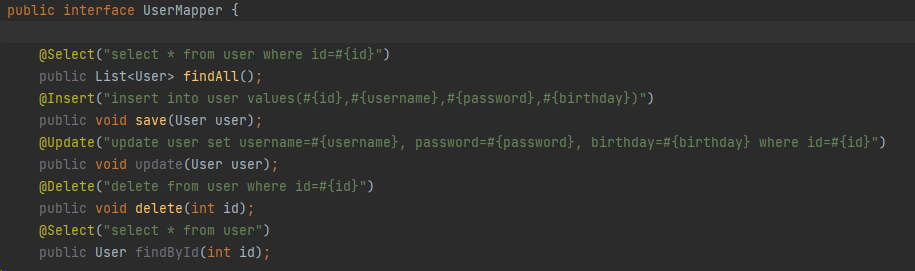 public interface UserMapper {
@Select("select * from user where id=#{id}")
public List<User> findAll();
@Insert("insert into user values(#{id},#{username},#{password},#{birthday})")
public void save(User user);
@Update("update user set username=#{username}, password=#{password}, birthday=#{birthday} where id=#{id}")
public void update(User user);
@Delete("delete from user where id=#{id}")
public void delete(int id);
@Select("select * from user")
public User findById(int id);